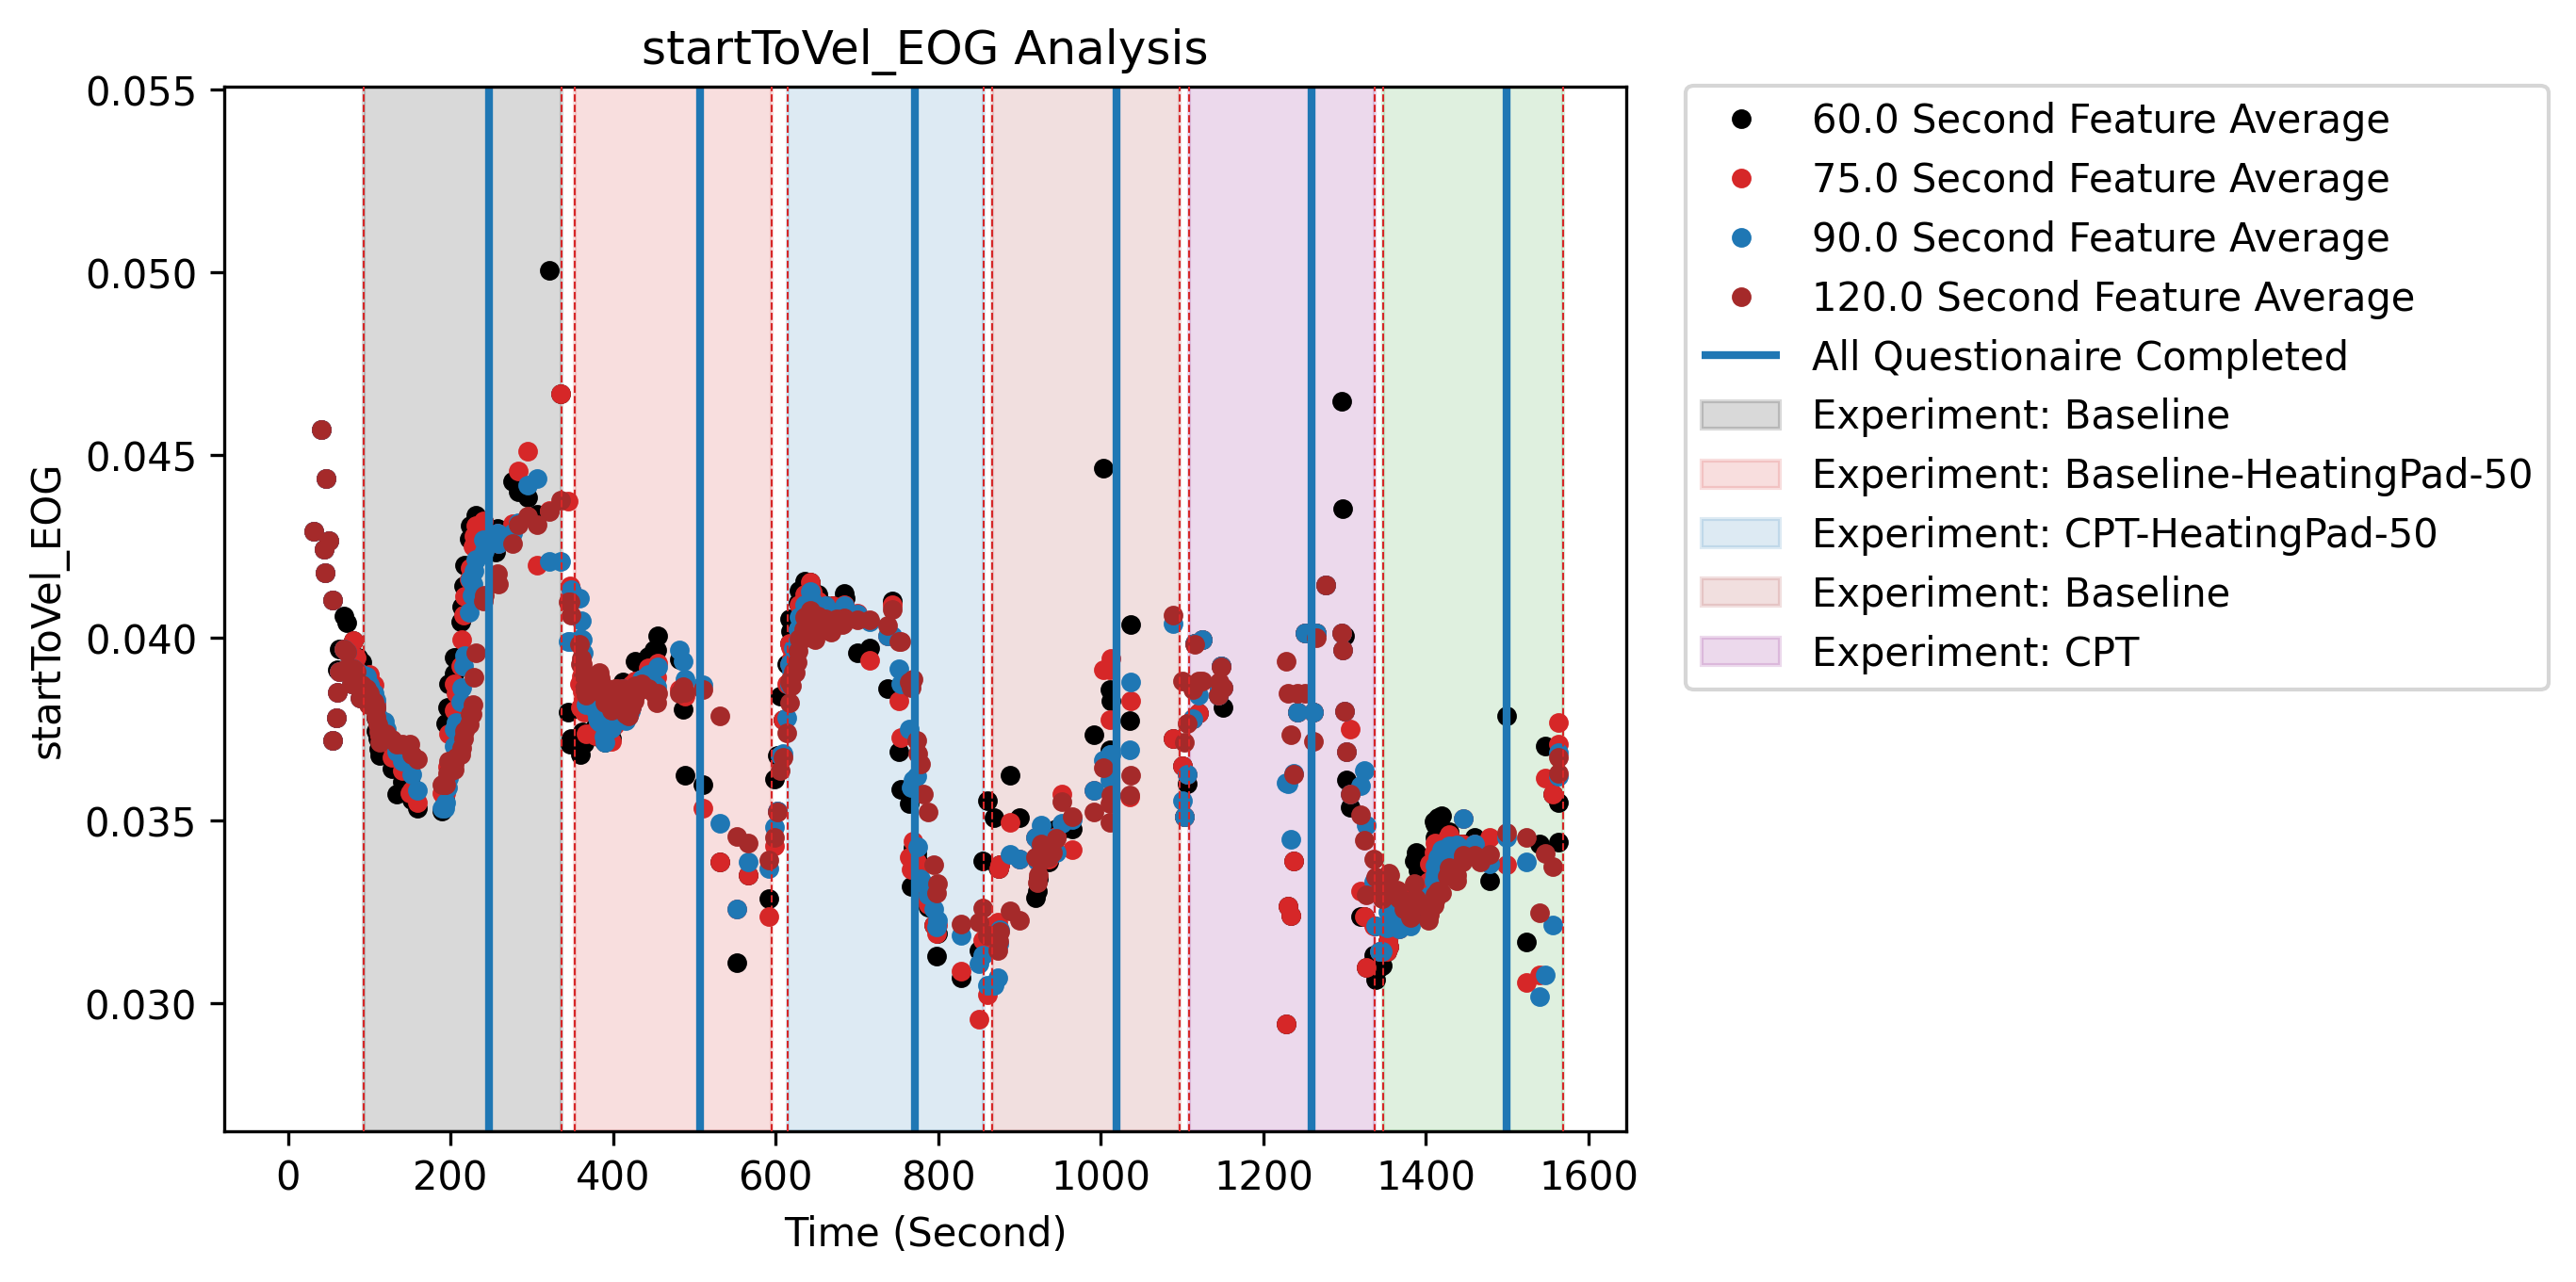 startToVel_EOG Analysis
0.055
0.050
0.045
0.040
0.035
0.030
startToVel_EOG
0 200 400 600 800 1000 1200 1400 1600
Time (Second)
60.0 Second Feature Average
75.0 Second Feature Average
90.0 Second Feature Average
120.0 Second Feature Average
All Questionaire Completed
Experiment: Baseline
Experiment: Baseline-HeatingPad-50
Experiment: CPT-HeatingPad-50
Experiment: Baseline
Experiment: CPT